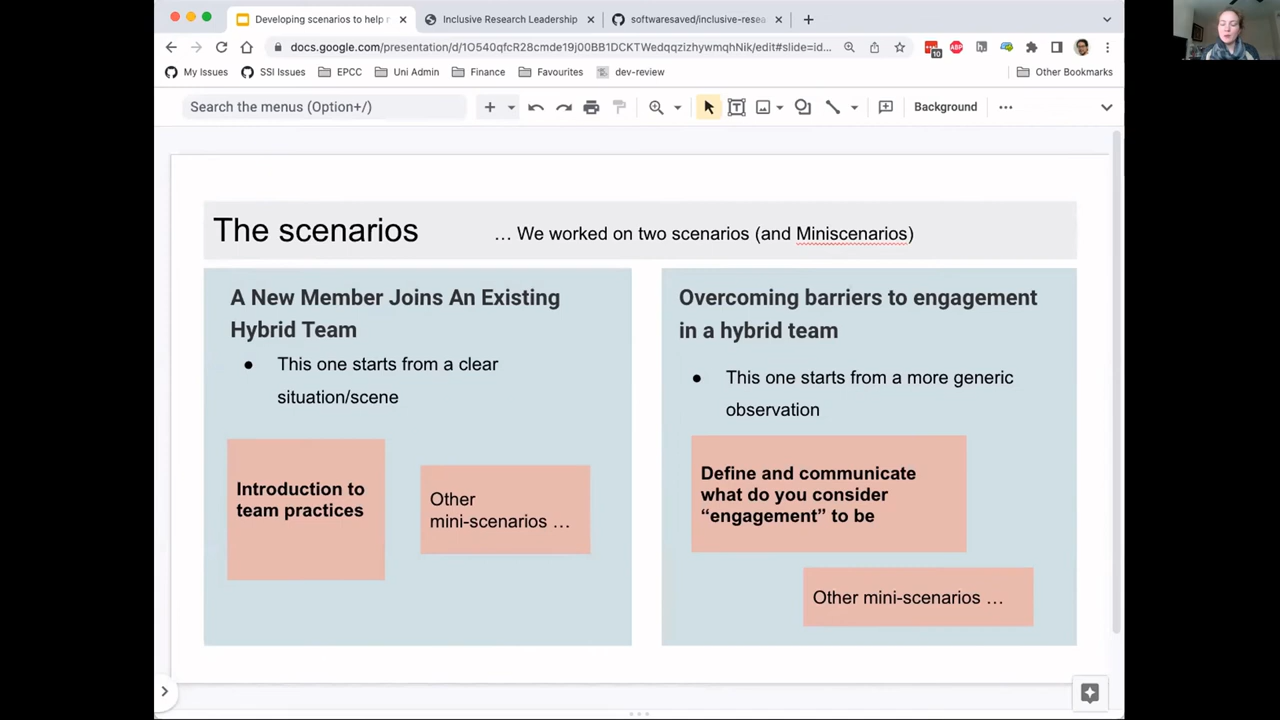 Developing scenarios to help r
Inclusive Research Leadership
softwaresaved/inclusive-resea
docs.google.com/presentation/d/1O540qfcR28cmde19j00BB1DCKTWedqqzizhywmqhNik/edit#slide=id...
10
ABP
My Issues
SSI Issues
EPCC
Uni Admin
Finance
Favourites
dev-review
Other Bookmarks
Search the menus (Option+/)
Background
The scenarios
… We worked on two scenarios (and Miniscenarios)
A New Member Joins An Existing
Hybrid Team
● This one starts from a clear
situation/scene
Introduction to
team practices
Other
mini-scenarios …
Overcoming barriers to engagement
in a hybrid team
● This one starts from a more generic
observation
Define and communicate
what do you consider
“engagement” to be
Other mini-scenarios …